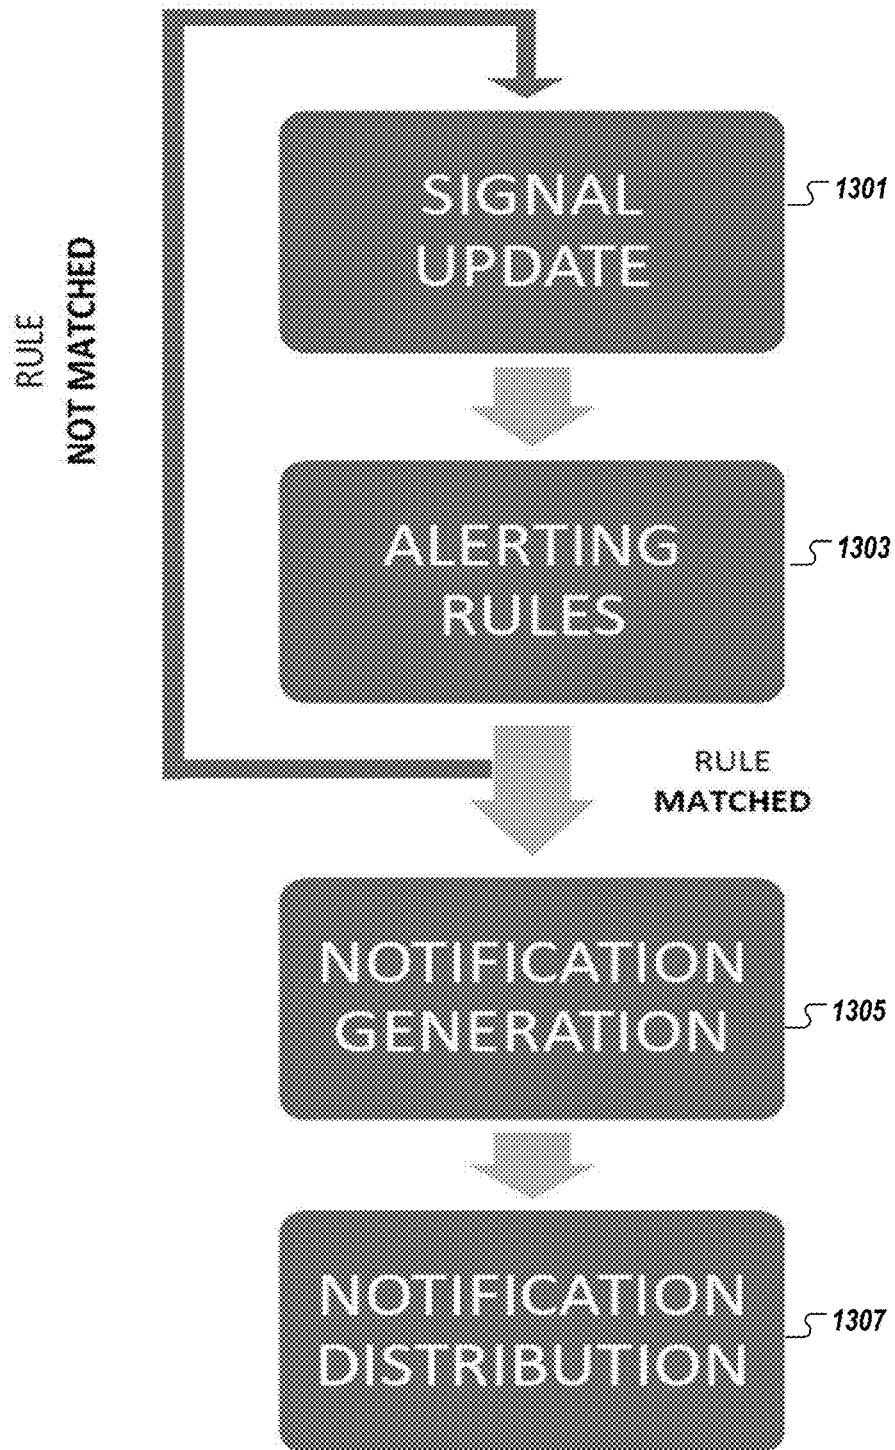 SIGNAL
UPDATE
1301
RULE
NOT MATCHED
ALERTING
RULES
1303
RULE
MATCHED
NOTIFICATION
GENERATION
1305
NOTIFICATION
DISTRIBUTION
1307